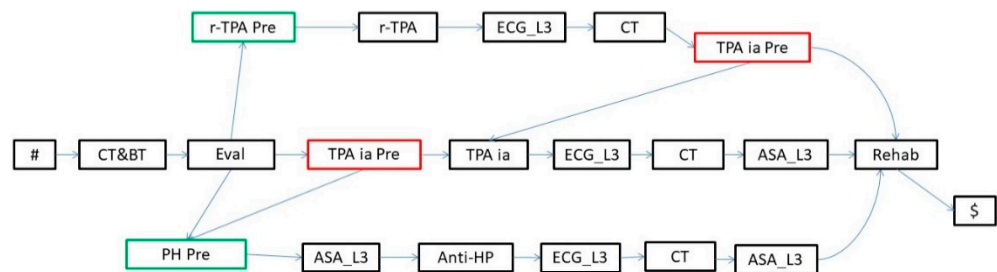 r-TPA Pre
r-TPA
ECG_L3
CT
TPA ia Pre
#
CT&BT
Eval
TPA ia Pre
TPA ia
ECG_L3
CT
ASA_L3
Rehab
$
PH Pre
ASA_L3
Anti-HP
ECG_L3
CT
ASA_L3